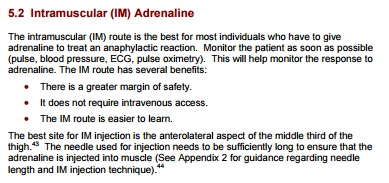 5.2 Intramuscular (IM) Adrenaline
The intramuscular (IM) route is the best for most individuals who have to give
adrenaline to treat an anaphylactic reaction. Monitor the patient as soon as possible
(pulse, blood pressure, ECG, pulse oximetry). This will help monitor the response to
adrenaline. The IM route has several benefits:
• There is a greater margin of safety.
• It does not require intravenous access.
• The IM route is easier to learn.
The best site for IM injection is the anterolateral aspect of the middle third of the
thigh.43 The needle used for injection needs to be sufficiently long to ensure that the
adrenaline is injected into muscle (See Appendix 2 for guidance regarding needle
length and IM injection technique).44